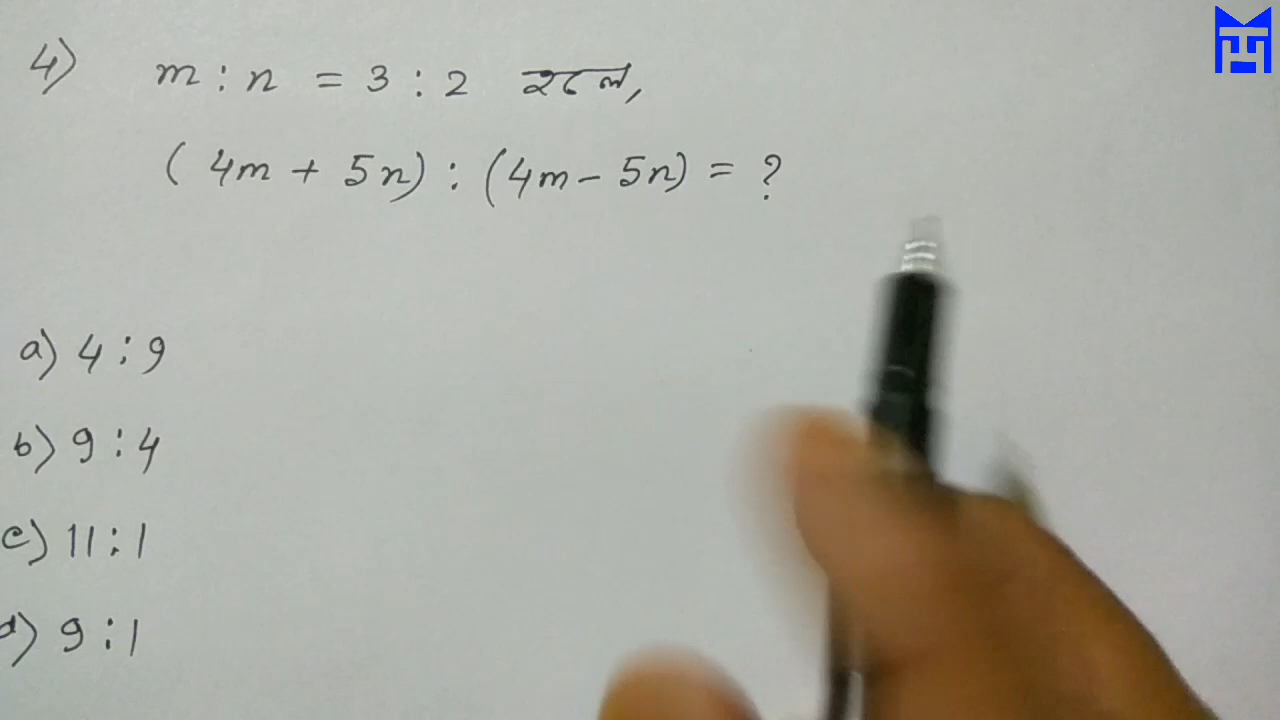 4) m : n = 3 : 2 হলে,
( 4m + 5n) : (4m - 5n) = ?
a) 4 : 9
b) 9 : 4
c) 11 : 1
d) 9 : 1